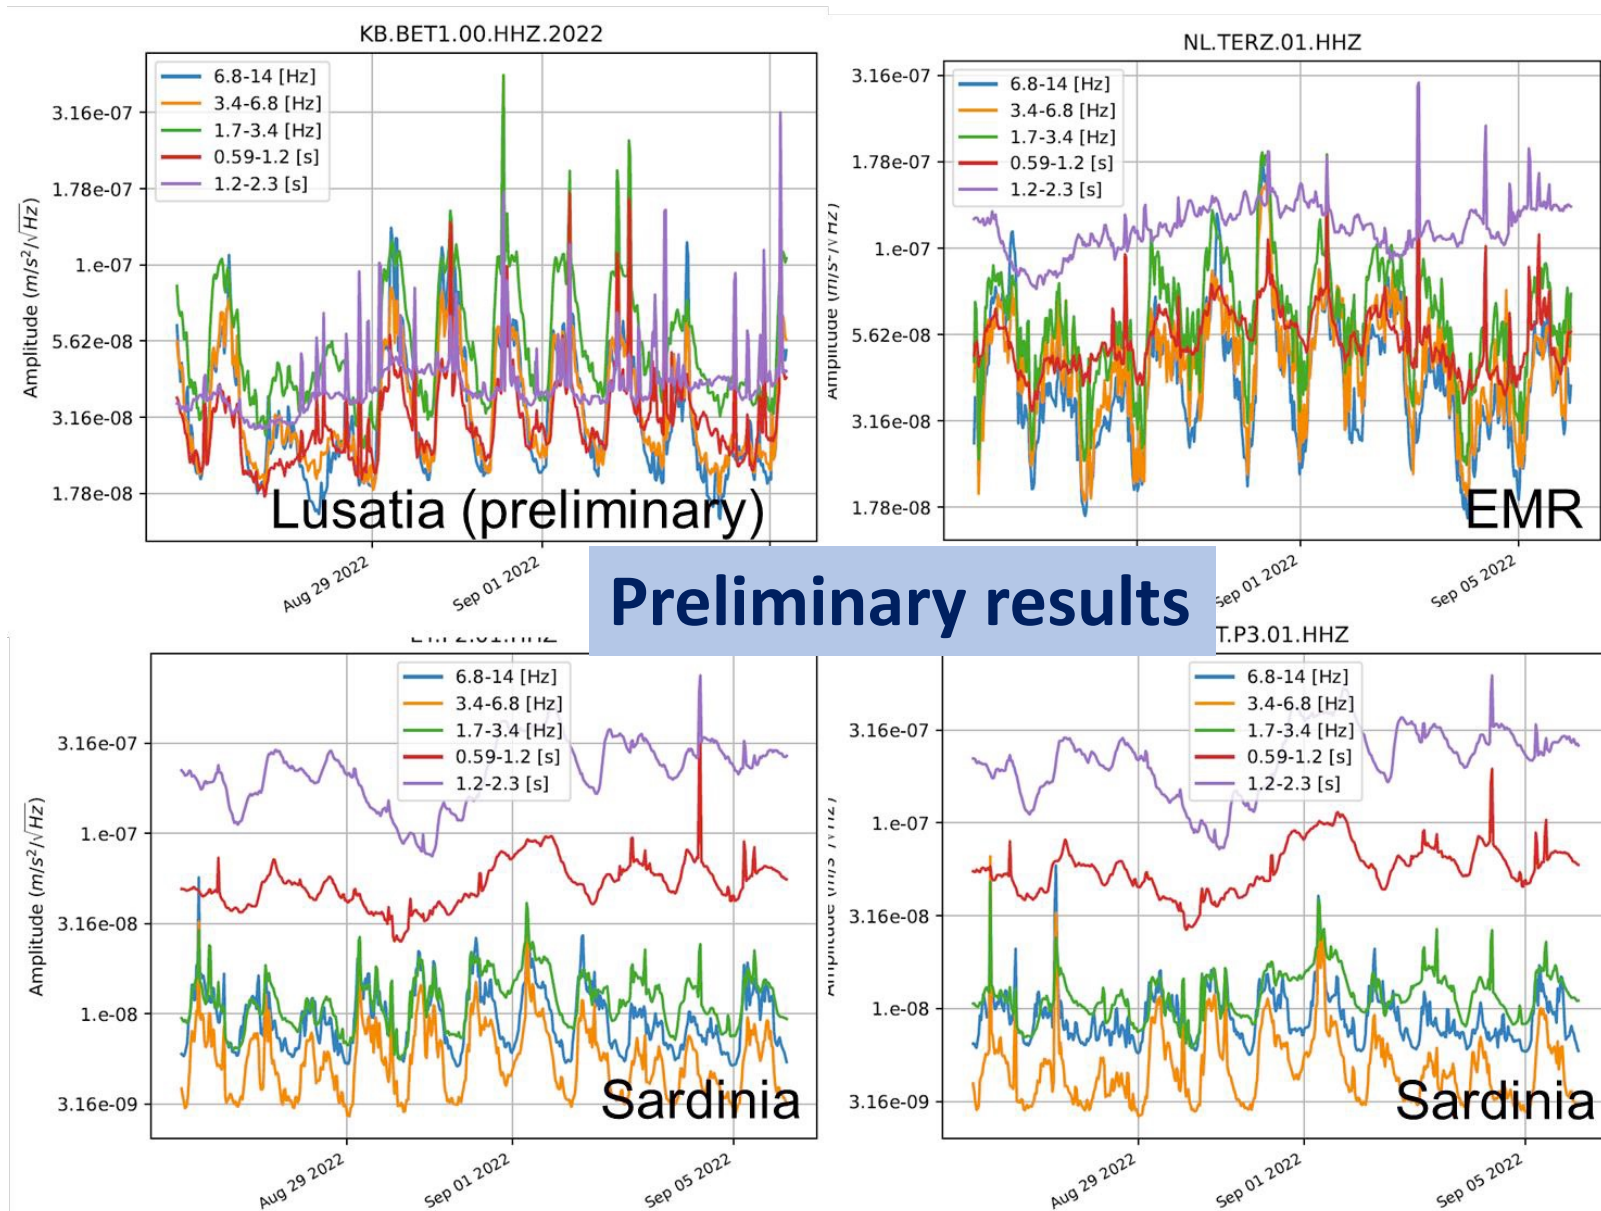 KB.BET1.00.HHZ.2022
6.8-14 [Hz]
3.4-6.8 [Hz]
1.7-3.4 [Hz]
0.59-1.2 [s]
1.2-2.3 [s]
3.16e-07
1.78e-07
1.e-07
5.62e-08
3.16e-08
1.78e-08
Amplitude (m/s²/√Hz)
Lusatia (preliminary)
Aug 29 2022
Sep 01 2022
NL.TERZ.01.HHZ
6.8-14 [Hz]
3.4-6.8 [Hz]
1.7-3.4 [Hz]
0.59-1.2 [s]
1.2-2.3 [s]
3.16e-07
1.78e-07
1.e-07
5.62e-08
3.16e-08
1.78e-08
Amplitude (m/s²/√Hz)
EMR
Sep 01 2022
Sep 05 2022
Preliminary results
6.8-14 [Hz]
3.4-6.8 [Hz]
1.7-3.4 [Hz]
0.59-1.2 [s]
1.2-2.3 [s]
3.16e-07
1.e-07
3.16e-08
1.e-08
3.16e-09
Amplitude (m/s²/√Hz)
Sardinia
Aug 29 2022
Sep 01 2022
Sep 05 2022
T.P3.01.HHZ
6.8-14 [Hz]
3.4-6.8 [Hz]
1.7-3.4 [Hz]
0.59-1.2 [s]
1.2-2.3 [s]
3.16e-07
1.e-07
3.16e-08
1.e-08
3.16e-09
Amplitude (m/s²/√Hz)
Sardinia
Aug 29 2022
Sep 01 2022
Sep 05 2022